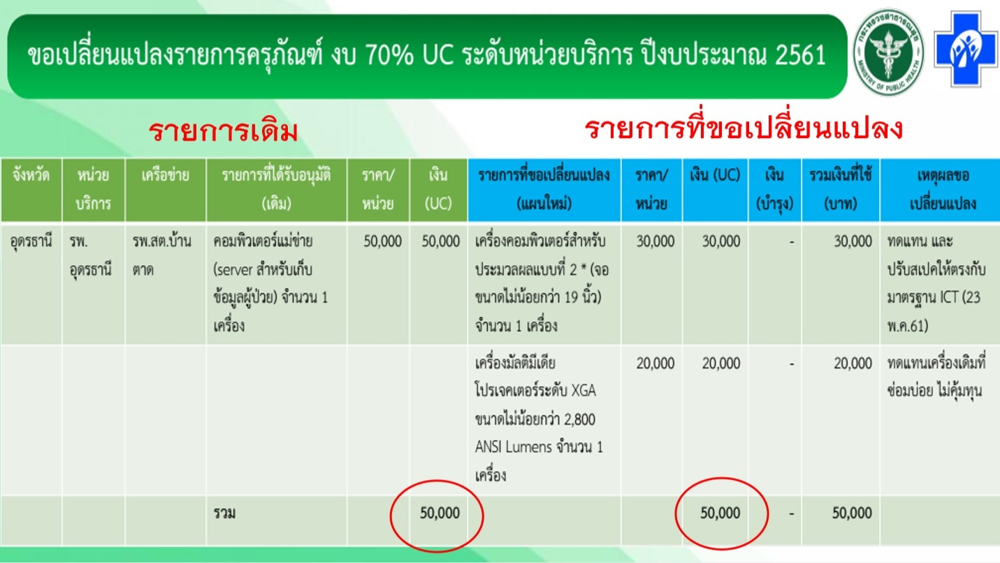 ขอเปลี่ยนแปลงรายการครุภัณฑ์ งบ 70% UC ระดับหน่วยบริการ ปีงบประมาณ 2561
กระทรวงสาธารณสุข
MINISTRY OF PUBLIC HEALTH
รายการเดิม
รายการที่ขอเปลี่ยนแปลง
จังหวัด
หน่วย
บริการ
เครือข่าย
รายการที่ได้รับอนุมัติ
(เดิม)
ราคา/
หน่วย
เงิน
(UC)
รายการที่ขอเปลี่ยนแปลง
(แผนใหม่)
ราคา/
หน่วย
เงิน (UC)
เงิน
(บำรุง)
รวมเงินที่ใช้
(บาท)
เหตุผลขอ
เปลี่ยนแปลง
อุดรธานี
รพ.
อุดรธานี
รพ.สต.บ้าน
ตาด
คอมพิวเตอร์แม่ข่าย
(server สำหรับเก็บ
ข้อมูลผู้ป่วย) จำนวน 1
เครื่อง
50,000
50,000
เครื่องคอมพิวเตอร์สำหรับ
ประมวลผลแบบที่ 2 * (จอ
ขนาดไม่น้อยกว่า 19 นิ้ว)
จำนวน 1 เครื่อง
30,000
30,000
-
30,000
ทดแทน และ
ปรับสเปคให้ตรงกับ
มาตรฐาน ICT (23
พ.ค.61)
เครื่องมัลติมีเดีย
โปรเจคเตอร์ระดับ XGA
ขนาดไม่น้อยกว่า 2,800
ANSI Lumens จำนวน 1
เครื่อง
20,000
20,000
-
20,000
ทดแทนเครื่องเดิมที่
ซ่อมบ่อย ไม่คุ้มทุน
รวม
50,000
50,000
-
50,000